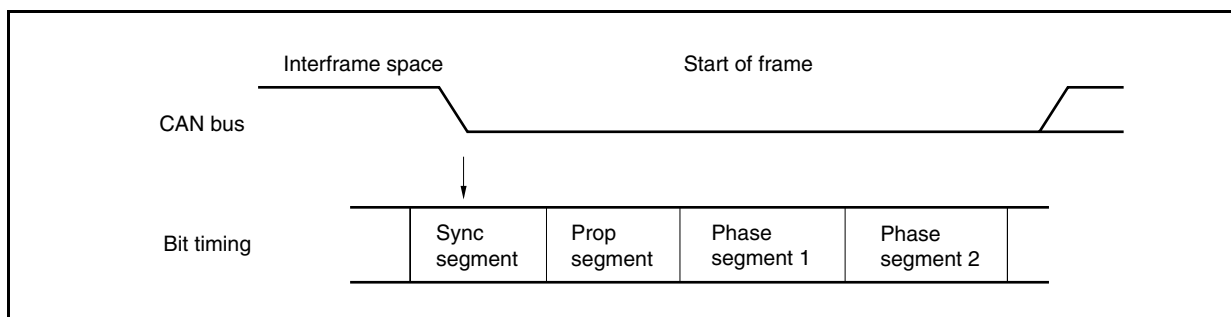 Interframe space
Start of frame
CAN bus
Bit timing
Sync
segment
Prop
segment
Phase
segment 1
Phase
segment 2